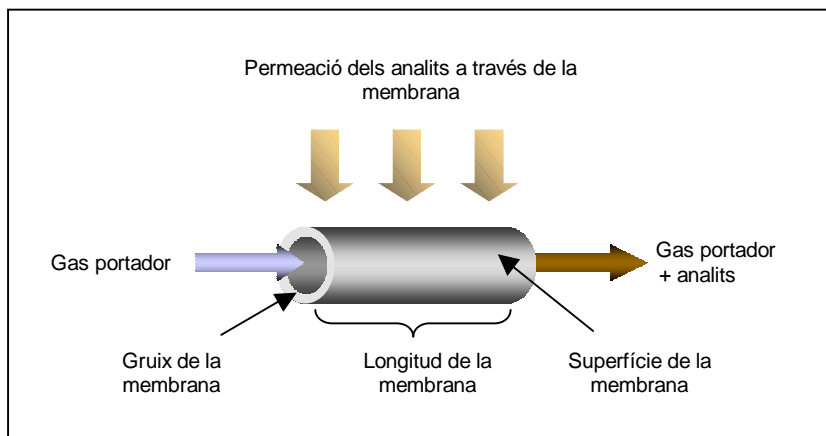 Permeació dels analits a través de la
membrana
Gas portador
Gas portador
+ analits
Gruix de la
membrana
Longitud de la
membrana
Superfície de la
membrana